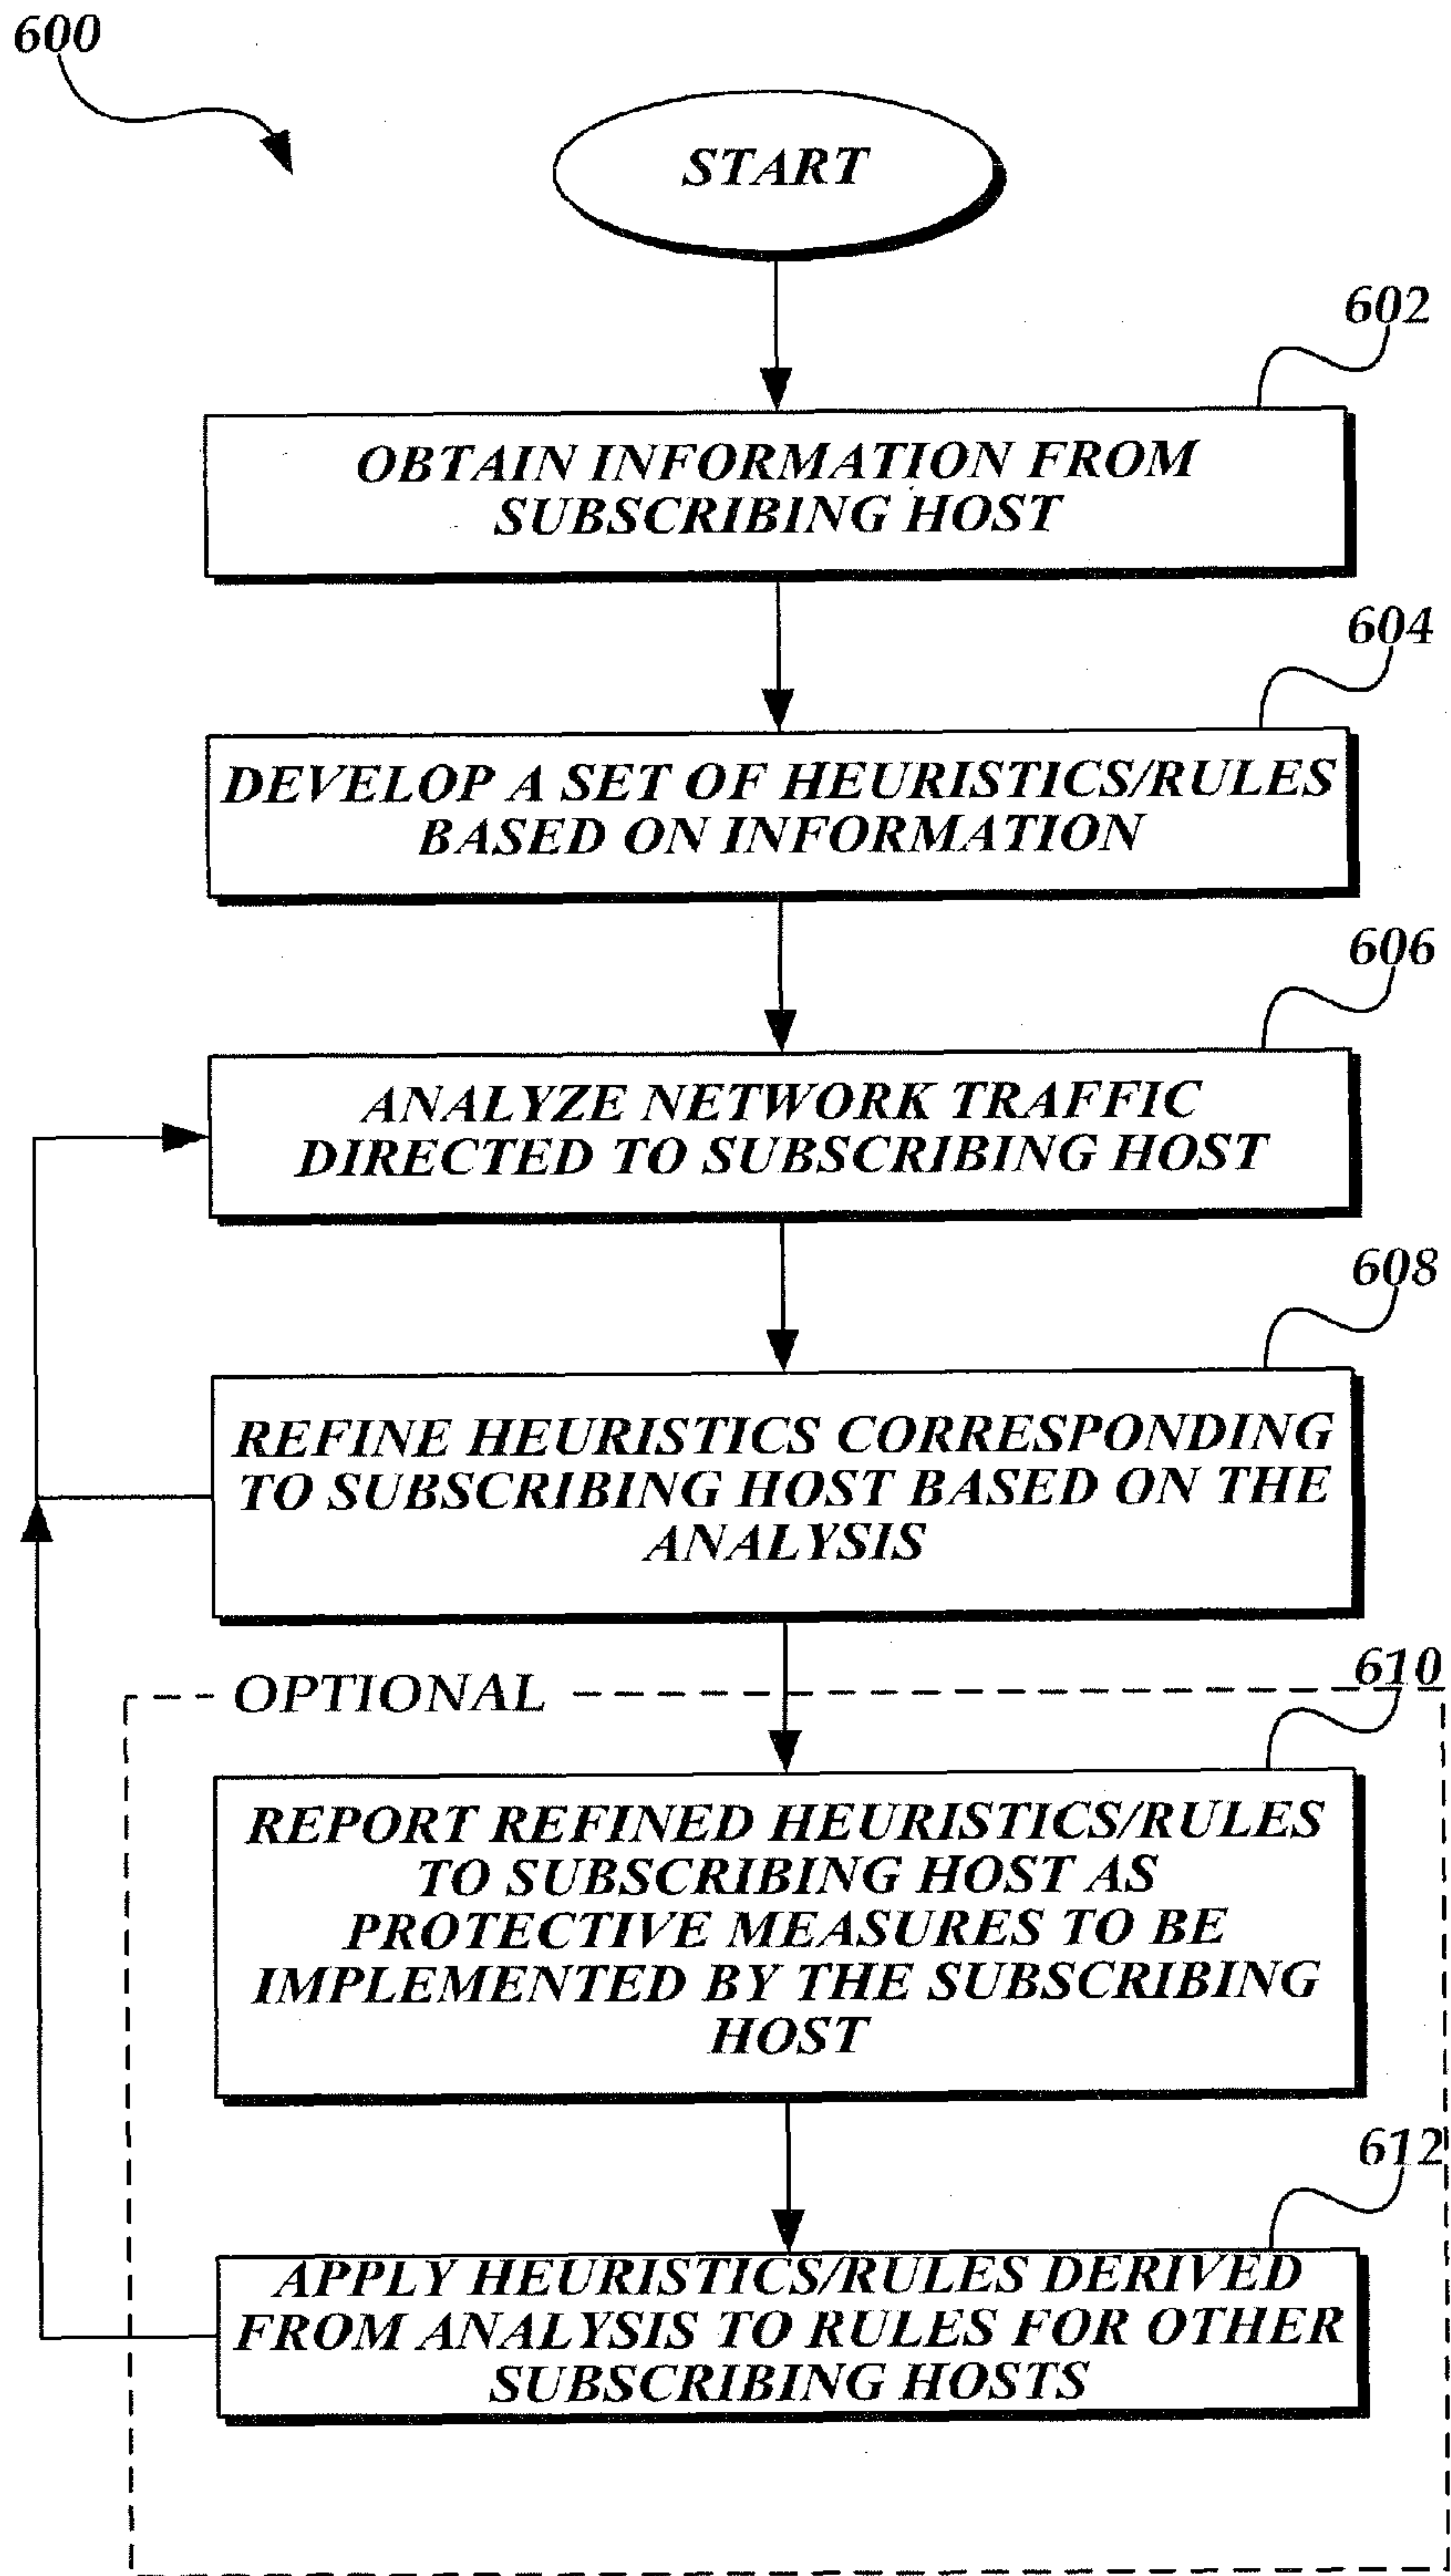 600
START
602
OBTAIN INFORMATION FROM
SUBSCRIBING HOST
604
DEVELOP A SET OF HEURISTICS/RULES
BASED ON INFORMATION
606
ANALYZE NETWORK TRAFFIC
DIRECTED TO SUBSCRIBING HOST
608
REFINE HEURISTICS CORRESPONDING
TO SUBSCRIBING HOST BASED ON THE
ANALYSIS
OPTIONAL
610
REPORT REFINED HEURISTICS/RULES
TO SUBSCRIBING HOST AS
PROTECTIVE MEASURES TO BE
IMPLEMENTED BY THE SUBSCRIBING
HOST
612
APPLY HEURISTICS/RULES DERIVED
FROM ANALYSIS TO RULES FOR OTHER
SUBSCRIBING HOSTS